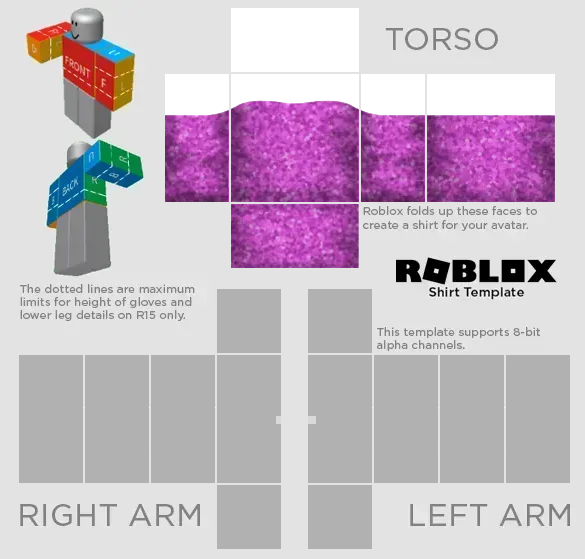 TORSO
FRONT
F
L
U
BACK
R
B
Roblox folds up these faces to
create a shirt for your avatar.
ROBLOX
Shirt Template
The dotted lines are maximum
limits for height of gloves and
lower leg details on R15 only.
This template supports 8-bit
alpha channels.
RIGHT ARM
LEFT ARM